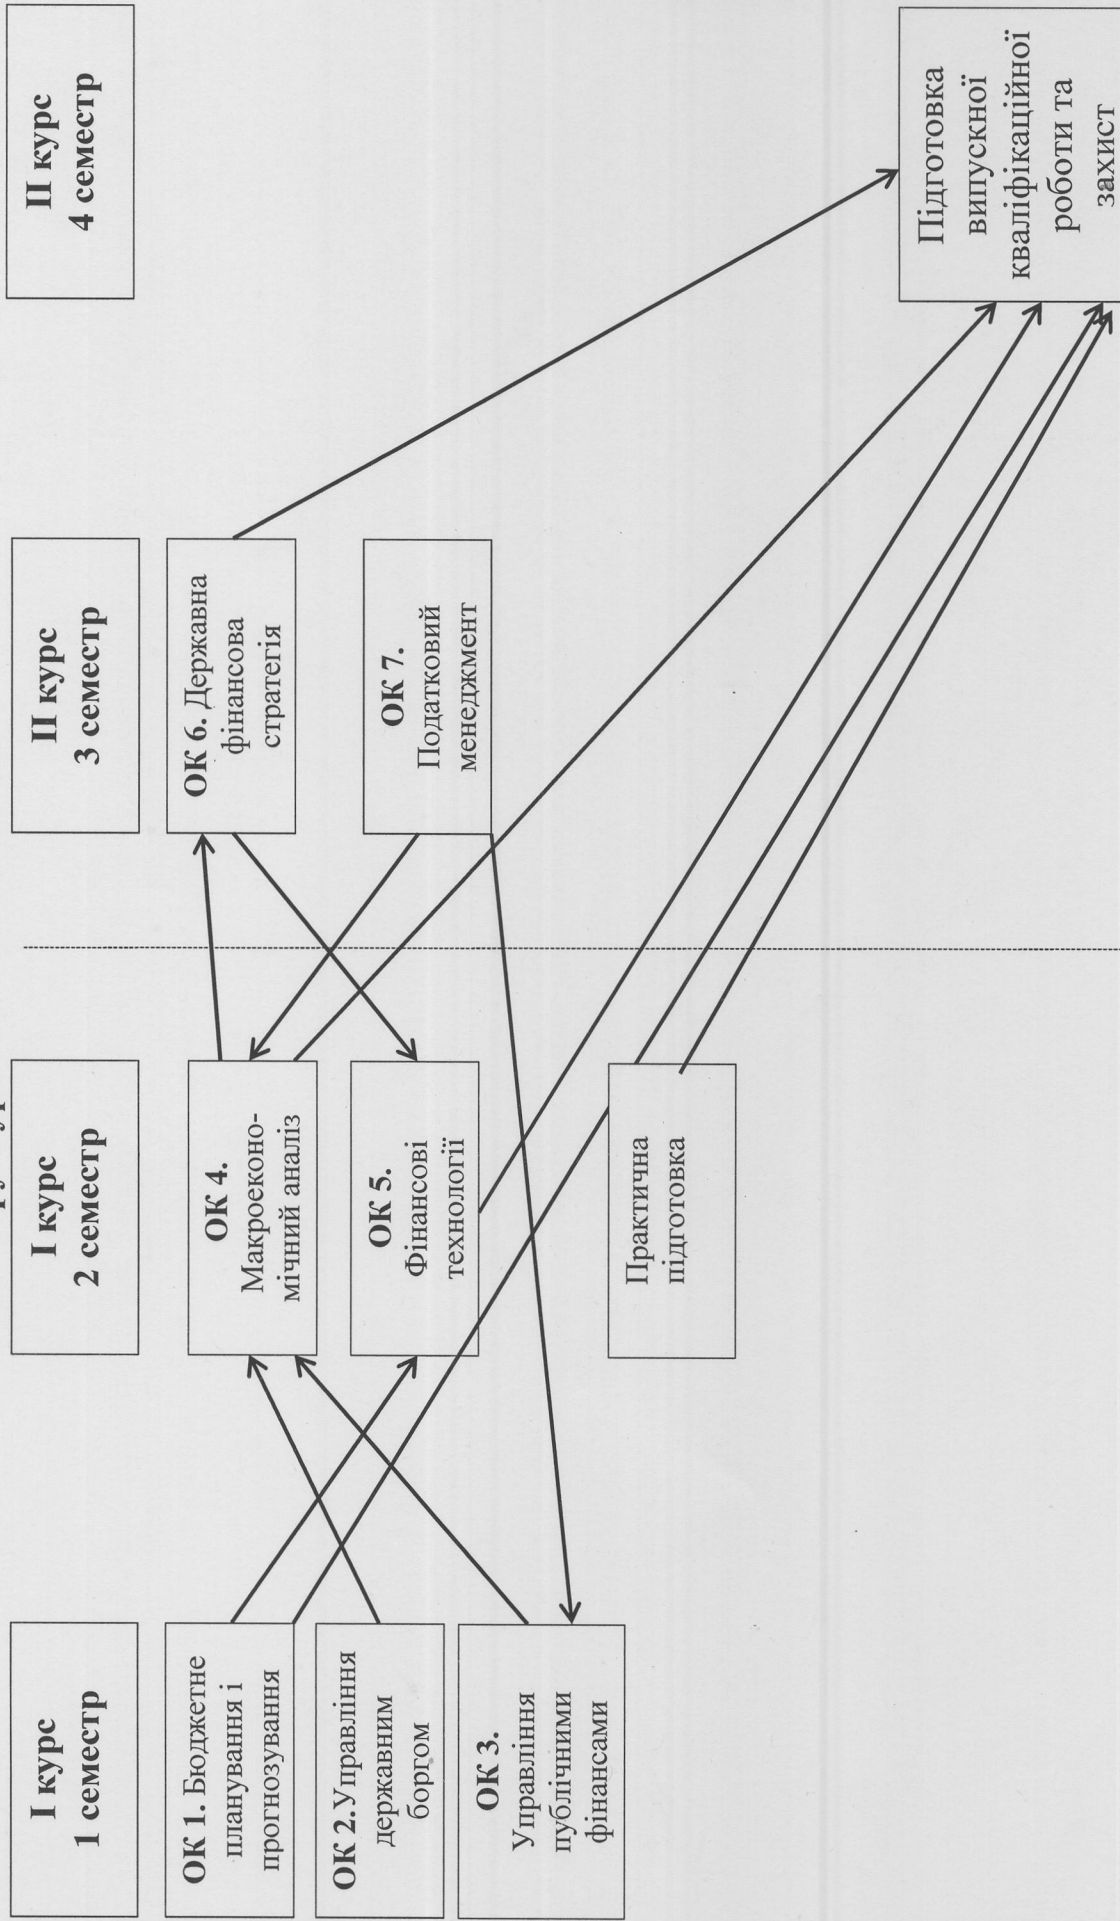 І курс
1 семестр
І курс
2 семестр
ІІ курс
3 семестр
ІІ курс
4 семестр
ОК 1. Бюджетне
планування і
прогнозування
ОК 2.Управління
державним
боргом
ОК 3.
Управління
публічними
фінансами
ОК 4.
Макроеконо-
мічний аналіз
ОК 5.
Фінансові
технології
Практична
підготовка
ОК 6. Державна
фінансова
стратегія
ОК 7.
Податковий
менеджмент
Підготовка
випускної
кваліфікаційної
роботи та
захист